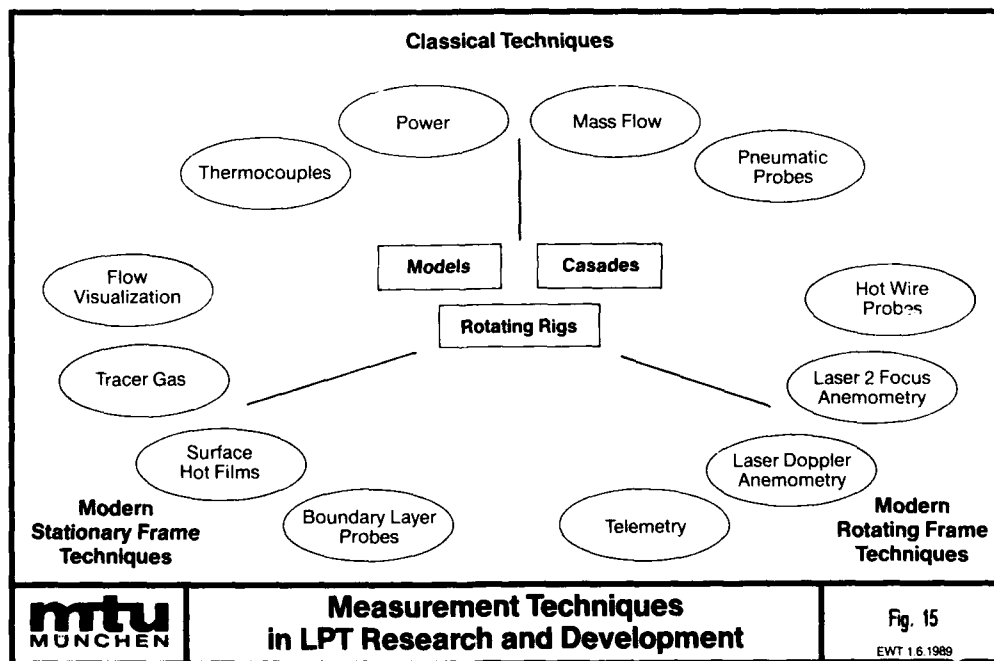 Classical Techniques
Power
Mass Flow
Thermocouples
Pneumatic
Probes
Models
Casades
Flow
Visualization
Hot Wire
Probes
Rotating Rigs
Tracer Gas
Laser 2 Focus
Anemometry
Surface
Hot Films
Laser Doppler
Anemometry
Modern
Stationary Frame
Techniques
Boundary Layer
Probes
Telemetry
Modern
Rotating Frame
Techniques
mtu
MÜNCHEN
Measurement Techniques
in LPT Research and Development
Fig. 15
EWT 1.6.1989